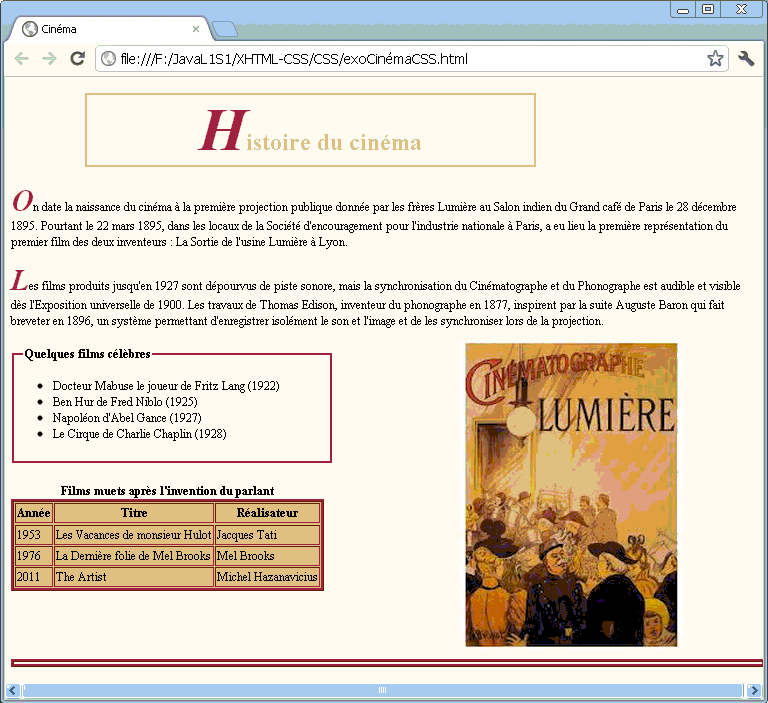 Cinéma
file:///F:/JavaL1S1/XHTML-CSS/CSS/exoCinémaCSS.html
Histoire du cinéma
On date la naissance du cinéma à la première projection publique donnée par les frères Lumière au Salon indien du Grand café de Paris le 28 décembre
1895. Pourtant le 22 mars 1895, dans les locaux de la Société d'encouragement pour l'industrie nationale à Paris, a eu lieu la première représentation du
premier film des deux inventeurs : La Sortie de l'usine Lumière à Lyon.
Les films produits jusqu'en 1927 sont dépourvus de piste sonore, mais la synchronisation du Cinématographe et du Phonographe est audible et visible
dès l'Exposition universelle de 1900. Les travaux de Thomas Edison, inventeur du phonographe en 1877, inspirent par la suite Auguste Baron qui fait
breveter en 1896, un système permettant d'enregistrer isolément le son et l'image et de les synchroniser lors de la projection.
Quelques films célèbres
Docteur Mabuse le joueur de Fritz Lang (1922)
Ben Hur de Fred Niblo (1925)
Napoléon d'Abel Gance (1927)
Le Cirque de Charlie Chaplin (1928)
CINÉMATOGRAPHE
LUMIÈRE
Films muets après l'invention du parlant
Année Titre Réalisateur
1953 Les Vacances de monsieur Hulot Jacques Tati
1976 La Dernière folie de Mel Brooks Mel Brooks
2011 The Artist Michel Hazanavicius